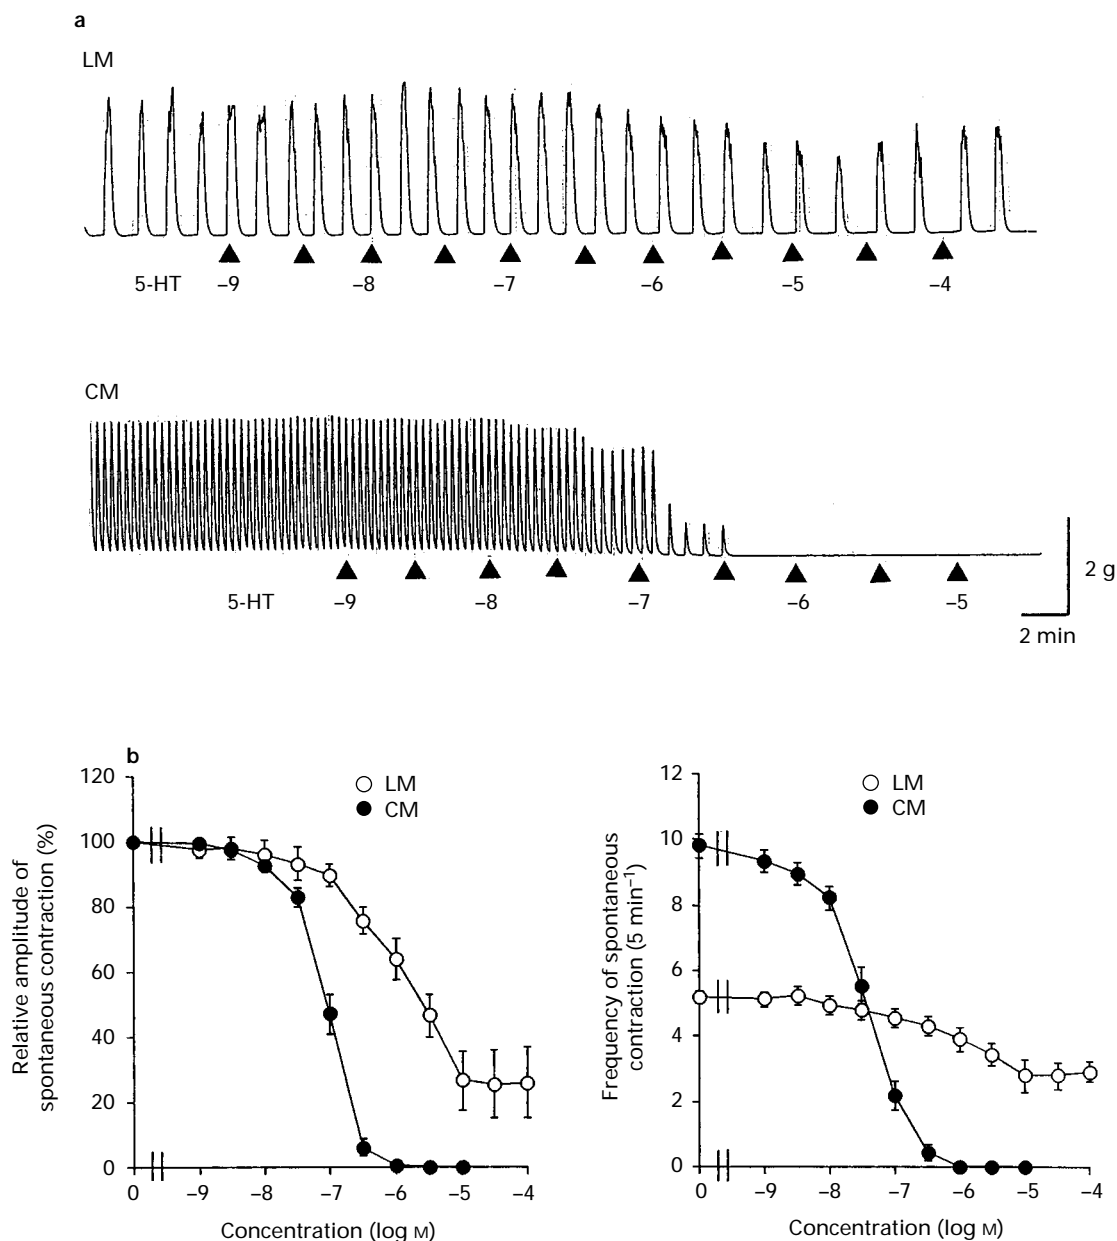 a
LM
5-HT –9 –8 –7 –6 –5 –4
CM
5-HT –9 –8 –7 –6 –5
2 g
2 min
b
Relative amplitude of
spontaneous contraction (%)
120
100
80
60
40
20
0
LM
CM
0 –9 –8 –7 –6 –5 –4
Concentration (log M)
Frequency of spontaneous
contraction (5 min⁻¹)
12
10
8
6
4
2
0
LM
CM
0 –9 –8 –7 –6 –5 –4
Concentration (log M)